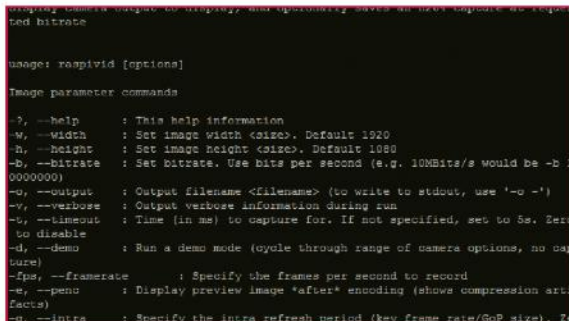 Display camera output to display, and optionally saves an H264 capture at reques
ted bitrate
usage: raspivid [options]
Image parameter commands
-?, --help : This help information
-w, --width : Set image width <size>. Default 1920
-h, --height : Set image height <size>. Default 1080
-b, --bitrate : Set bitrate. Use bits per second (e.g. 10MBits/s would be -b 1
0000000)
-o, --output : Output filename <filename> (to write to stdout, use '-o -')
-v, --verbose : Output verbose information during run
-t, --timeout : Time (in ms) to capture for. If not specified, set to 5s. Zero
to disable
-d, --demo : Run a demo mode (cycle through range of camera options, no cap
ture)
-fps, --framerate : Specify the frames per second to record
-e, --penc : Display preview image *after* encoding (shows compression arti
facts)
-g, --intra : Specify the intra refresh period (key frame rate/GoP size). Ze